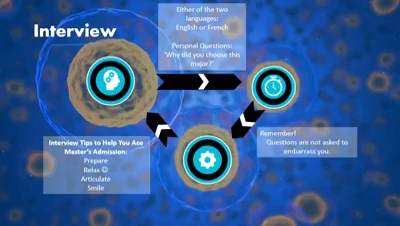 Interview
Either of the two
languages:
English or French
Personal Questions:
"Why did you choose this
major?"
Remember!
Questions are not asked to
embarrass you.
Interview Tips to Help You Ace
Master's Admission:
Prepare
Relax ☺
Articulate
Smile